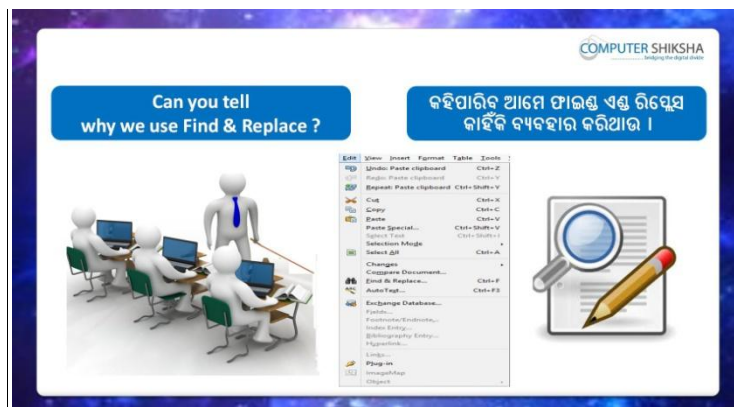 COMPUTER SHIKSHA
bridging the digital divide
Can you tell
why we use Find & Replace ?
କହିପାରିବ ଆମେ ଫାଇଣ୍ଡ ଏଣ୍ଡ ରିପ୍ଲେସ
କାହିଁକି ବ୍ୟବହାର କରିଥାଉ ।
Edit View Insert Format Table Tools
Undo: Paste clipboard Ctrl+Z
Redo: Paste clipboard Ctrl+Y
Repeat: Paste clipboard Ctrl+Shift+Y
Cut Ctrl+X
Copy Ctrl+C
Paste Ctrl+V
Paste Special... Ctrl+Shift+V
Select Text Ctrl+Shift+I
Selection Mode
Select All Ctrl+A
Changes
Compare Document...
Find & Replace... Ctrl+F
AutoText... Ctrl+F3
Exchange Database...
Fields...
Footnote/Endnote...
Index Entry...
Bibliography Entry...
Hyperlink...
Links...
Plug-in
ImageMap
Object